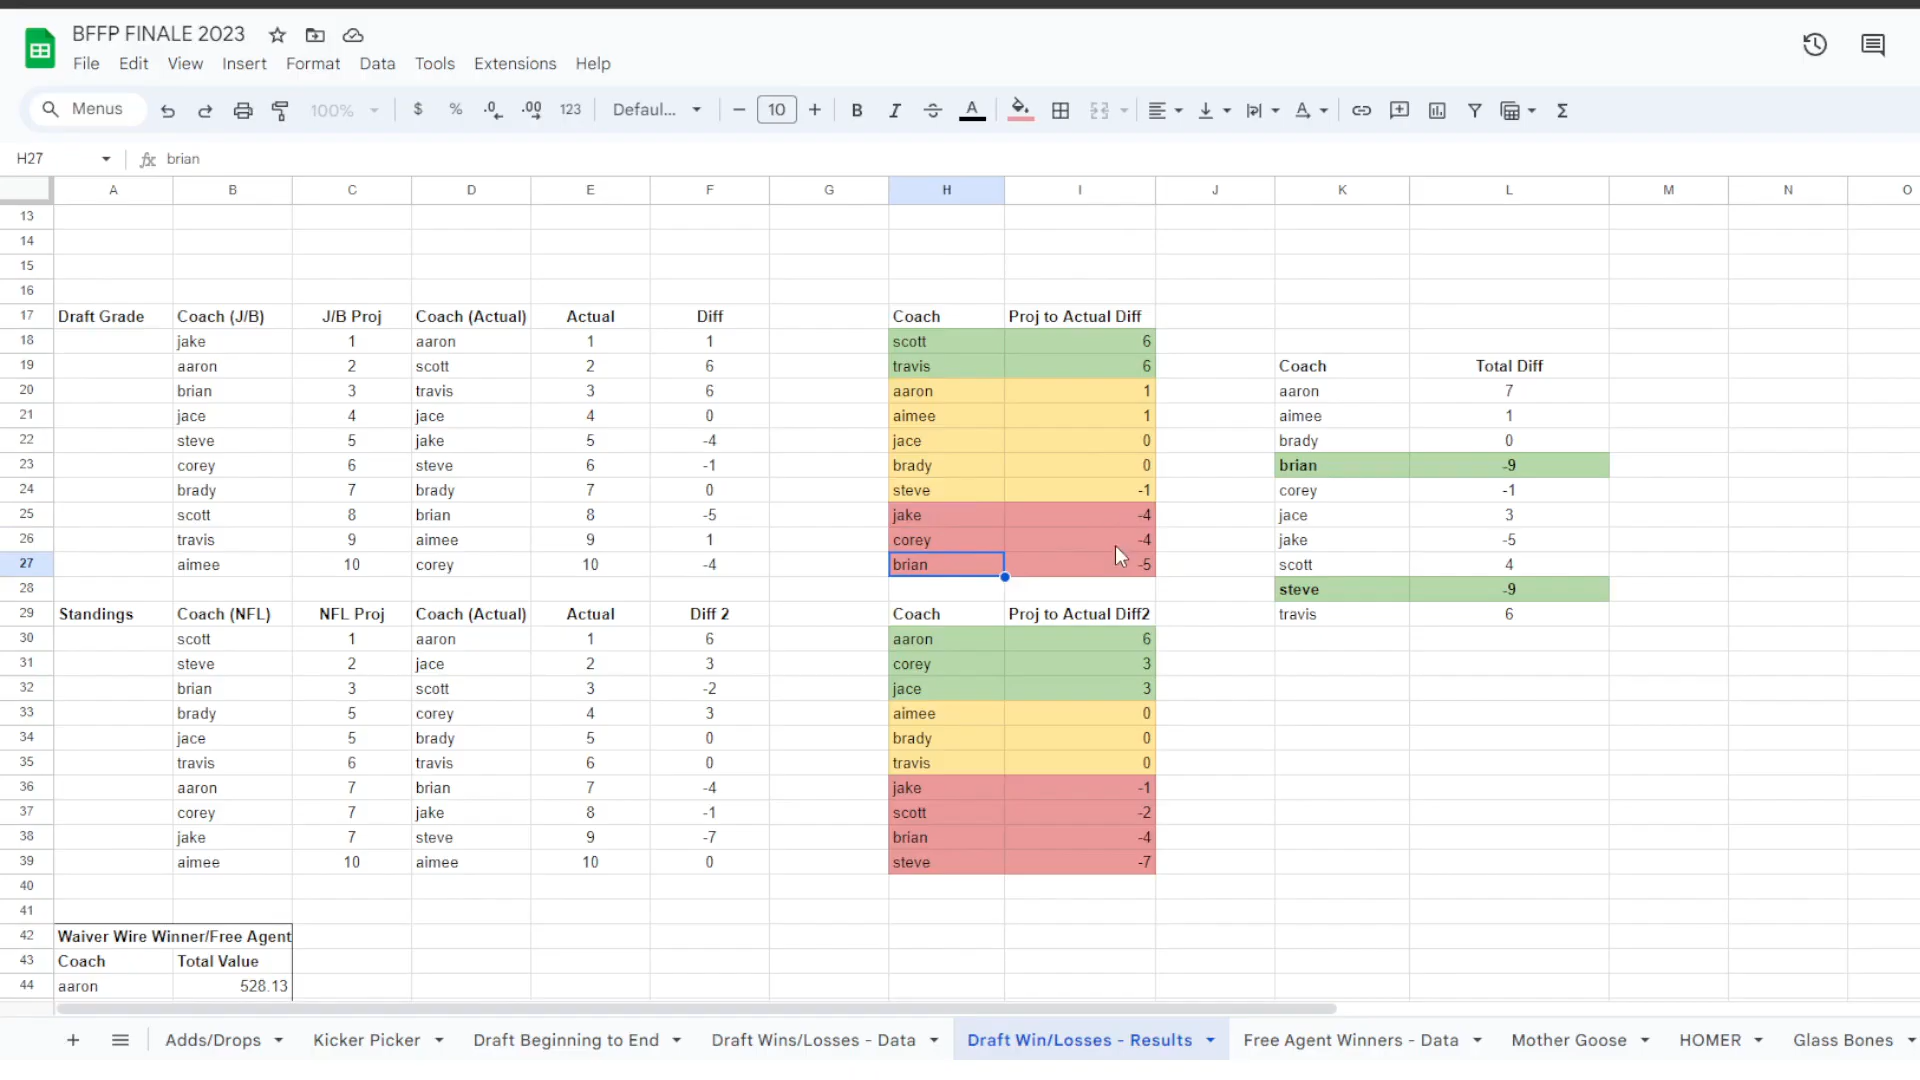 BFFP FINALE 2023
File Edit View Insert Format Data Tools Extensions Help
Menus 100% $ % .0 .00 123 Defaul... 10 B I A A Σ
H27 fx brian
A B C D E F G H I J K L M N O
13
14
15
16
17 Draft Grade Coach (J/B) J/B Proj Coach (Actual) Actual Diff Coach Proj to Actual Diff
18 jake 1 aaron 1 1 scott 6
19 aaron 2 scott 2 6 travis 6 Coach Total Diff
20 brian 3 travis 3 6 aaron 1 aaron 7
21 jace 4 jace 4 0 aimee 1 aimee 1
22 steve 5 jake 5 -4 jace 0 brady 0
23 corey 6 steve 6 -1 brady 0 brian -9
24 brady 7 brady 7 0 steve -1 corey -1
25 scott 8 brian 8 -5 jake -4 jace 3
26 travis 9 aimee 9 1 corey -4 jake -5
27 aimee 10 corey 10 -4 brian -5 scott 4
28 steve -9
29 Standings Coach (NFL) NFL Proj Coach (Actual) Actual Diff 2 Coach Proj to Actual Diff2 travis 6
30 scott 1 aaron 1 6 aaron 6
31 steve 2 jace 2 3 corey 3
32 brian 3 scott 3 -2 jace 3
33 brady 5 corey 4 3 aimee 0
34 jace 5 brady 5 0 brady 0
35 travis 6 travis 6 0 travis 0
36 aaron 7 brian 7 -4 jake -1
37 corey 7 jake 8 -1 scott -2
38 jake 7 steve 9 -7 brian -4
39 aimee 10 aimee 10 0 steve -7
40
41
42 Waiver Wire Winner/Free Agent
43 Coach Total Value
44 aaron 528.13
Adds/Drops Kicker Picker Draft Beginning to End Draft Wins/Losses - Data Draft Win/Losses - Results Free Agent Winners - Data Mother Goose HOMER Glass Bones